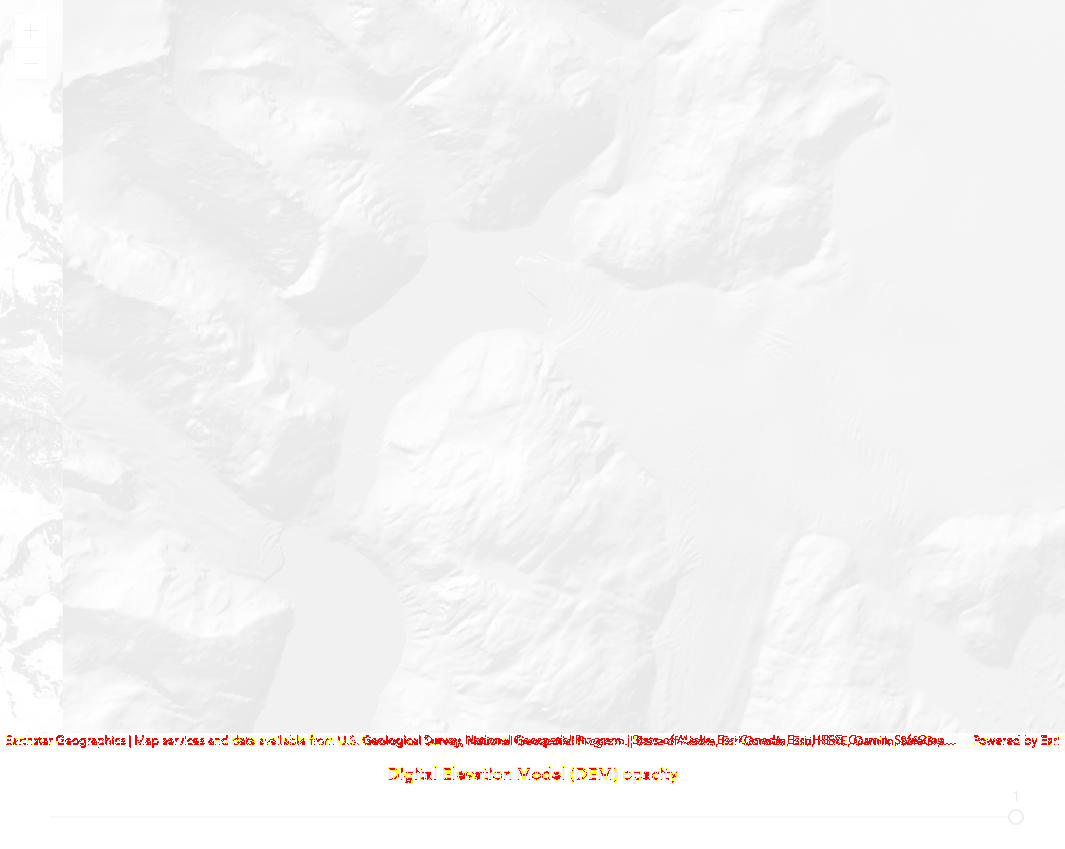 Earthstar Geographics | Map services and data available from U.S. Geological Survey, National Geospatial Program. |
Powered by Esri
Digital Elevation Model (DEM) opacity
1